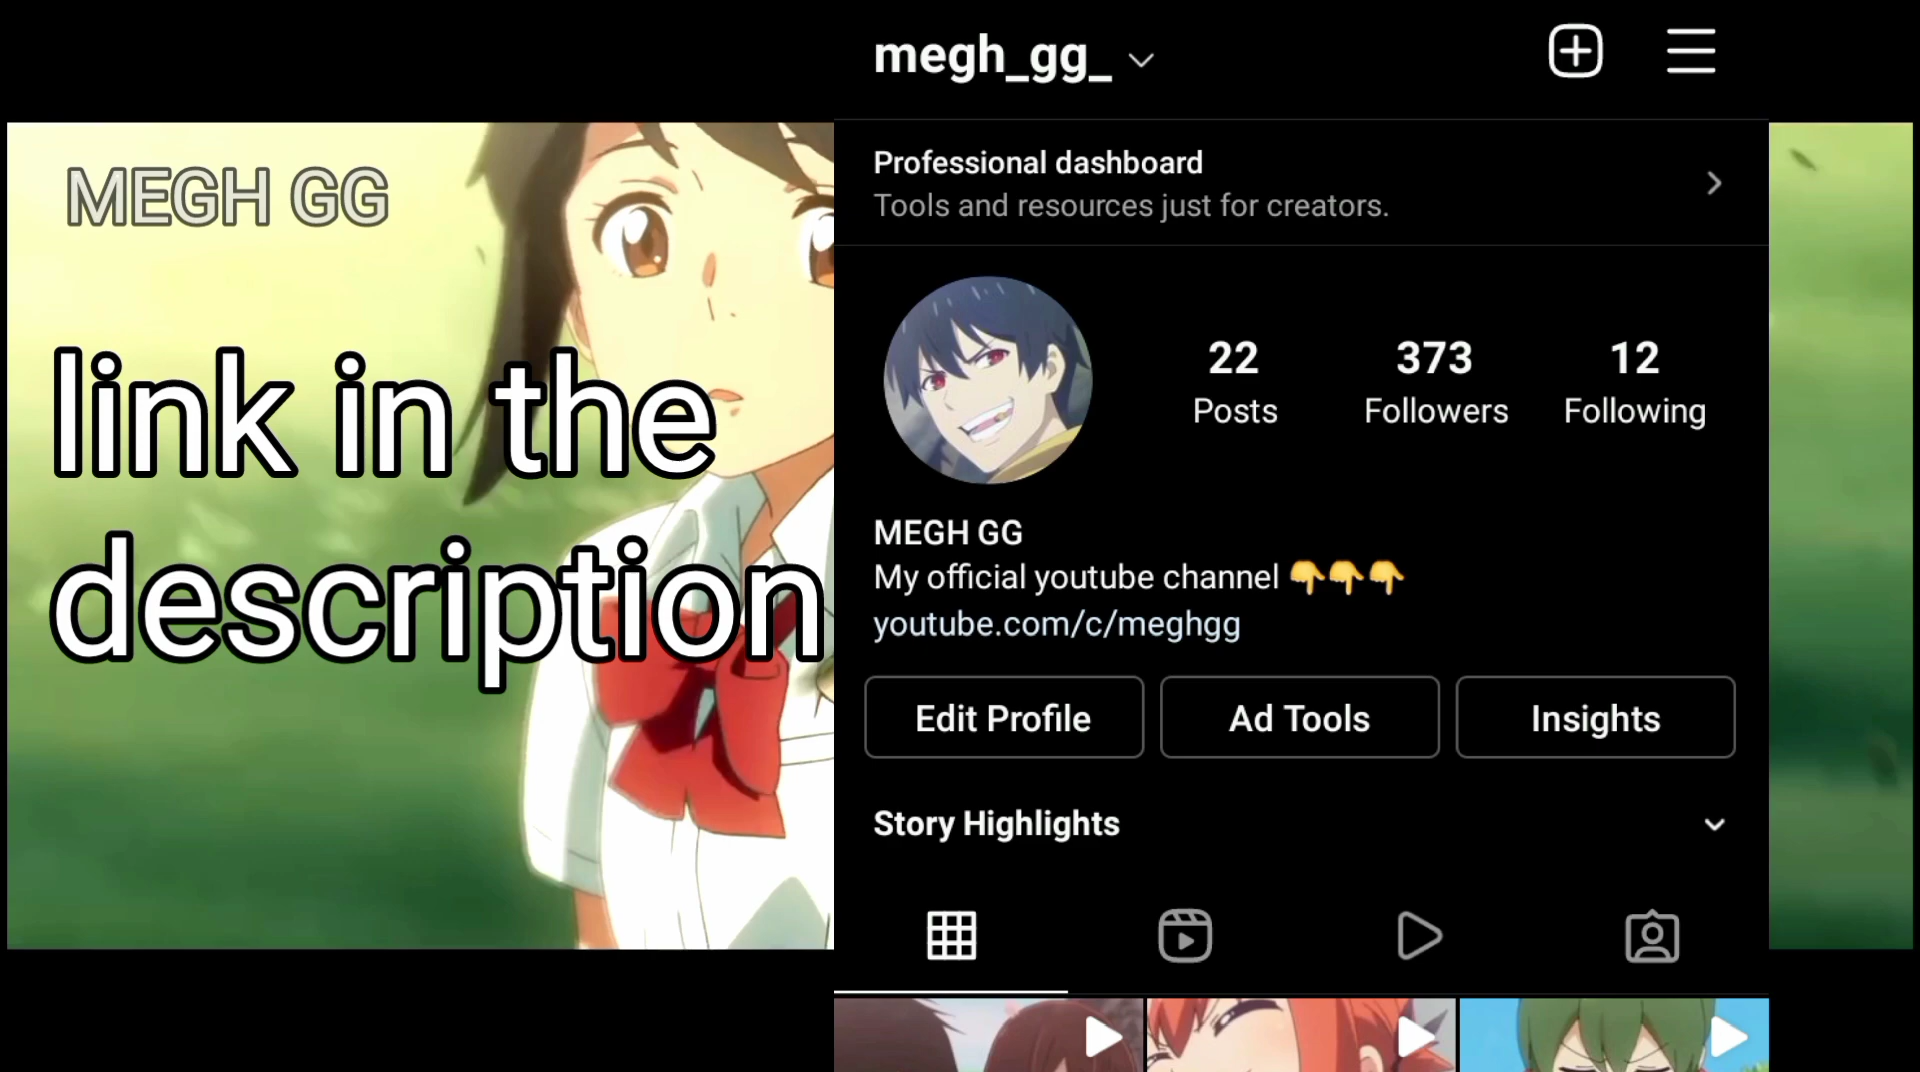 MEGH GG
link in the
description
megh_gg_
Professional dashboard
Tools and resources just for creators.
22
Posts
373
Followers
12
Following
MEGH GG
My official youtube channel 👇👇👇
youtube.com/c/meghgg
Edit Profile
Ad Tools
Insights
Story Highlights